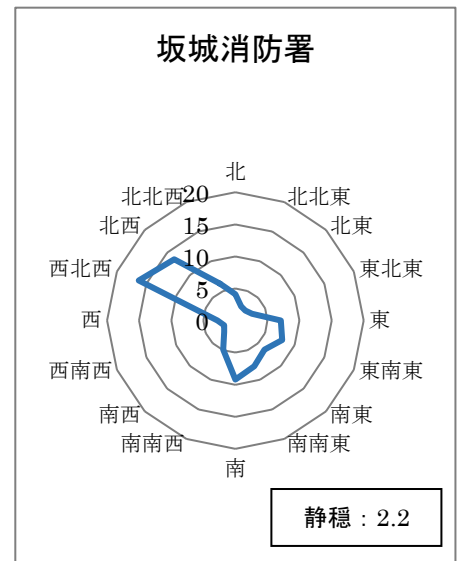 坂城消防署
北
北北西
20
北北東
北西
15
北東
西北西
10
東北東
5
西
0
東
西南西
東南東
南西
南東
南南西
南南東
南
静穏：2.2